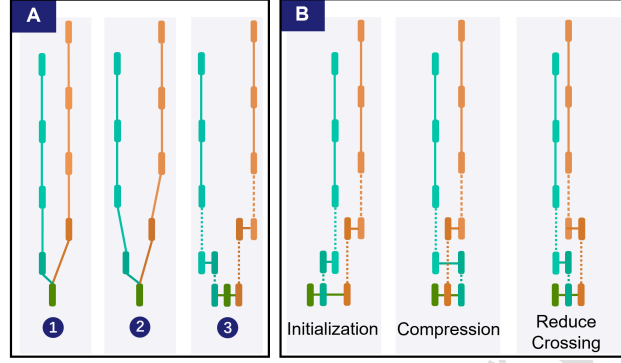 A
B
1
2
3
Initialization
Compression
Reduce
Crossing